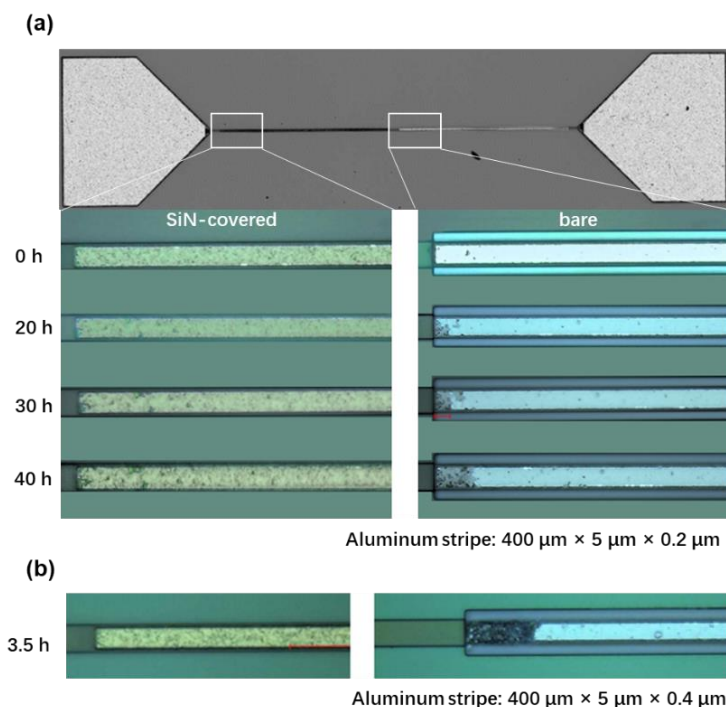 (a)
SiN-covered
bare
0 h
20 h
30 h
40 h
Aluminum stripe: 400 μm × 5 μm × 0.2 μm
(b)
3.5 h
Aluminum stripe: 400 μm × 5 μm × 0.4 μm